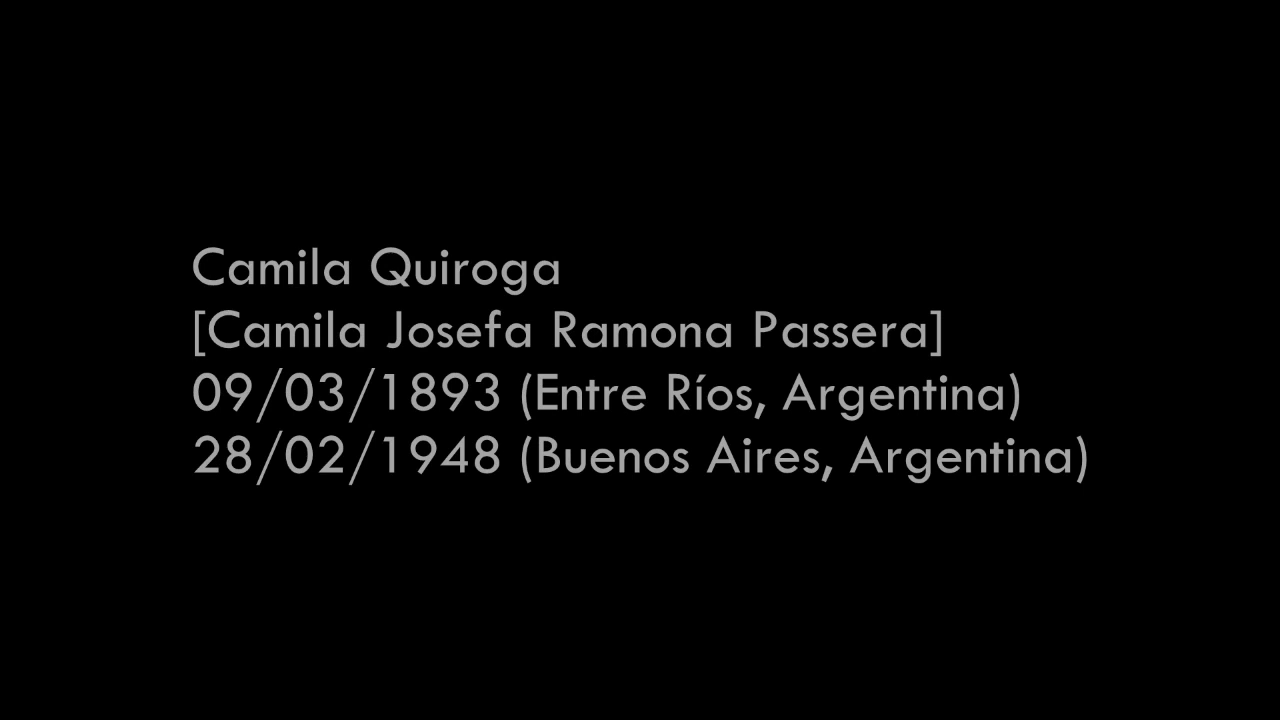 Camila Quiroga
[Camila Josefa Ramona Passera]
09/03/1893 (Entre Ríos, Argentina)
28/02/1948 (Buenos Aires, Argentina)